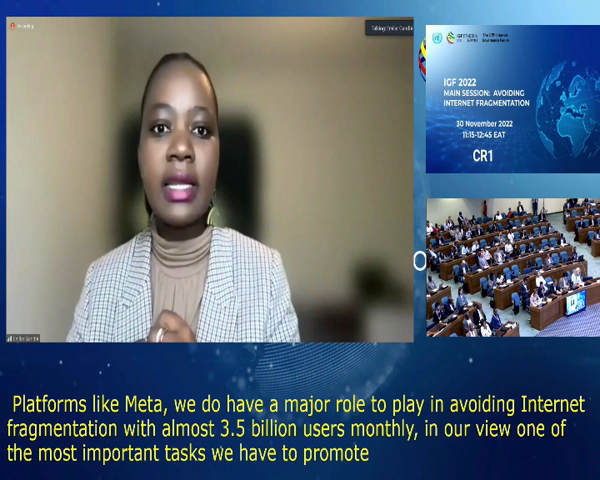 Recording
IGF 2022
MAIN SESSION: AVOIDING
INTERNET FRAGMENTATION
30 November 2022
11:15-12:45 EAT
CR1
Platforms like Meta, we do have a major role to play in avoiding Internet
fragmentation with almost 3.5 billion users monthly, in our view one of
the most important tasks we have to promote